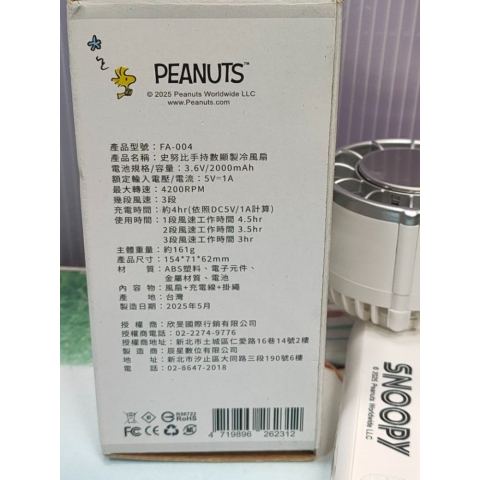 PEANUTS™
© 2025 Peanuts Worldwide LLC
www.Peanuts.com
產品型號：FA-004
產品名稱：史努比手持數顯製冷風扇
電池規格/容量：3.6V/2000mAh
額定輸入電壓/電流：5V⎓1A
最大轉速：4200RPM
幾段風速：3段
充電時間：約4hr(依照DC5V/1A計算)
使用時間：1段風速工作時間 4.5hr
2段風速工作時間 3.5hr
3段風速工作時間 3hr
主體重量：約161g
產品尺寸：154*71*62mm
材　　質：ABS塑料、電子元件、
金屬材質、電池
內 容 物：風扇+充電線+掛繩
產　　地：台灣
製造日期：2025年5月
授 權 商：欣旻國際行銷有限公司
授權商電話：02-2274-9776
授權商地址：新北市土城區仁愛路16巷14號2樓
製 造 商：辰星數位有限公司
地　　址：新北市汐止區大同路三段190號6樓
電　　話：02-8647-2018
R38722
RoHS
FC CE
4 719896 262312
SNOOPY
© 2025 Peanuts Worldwide LLC